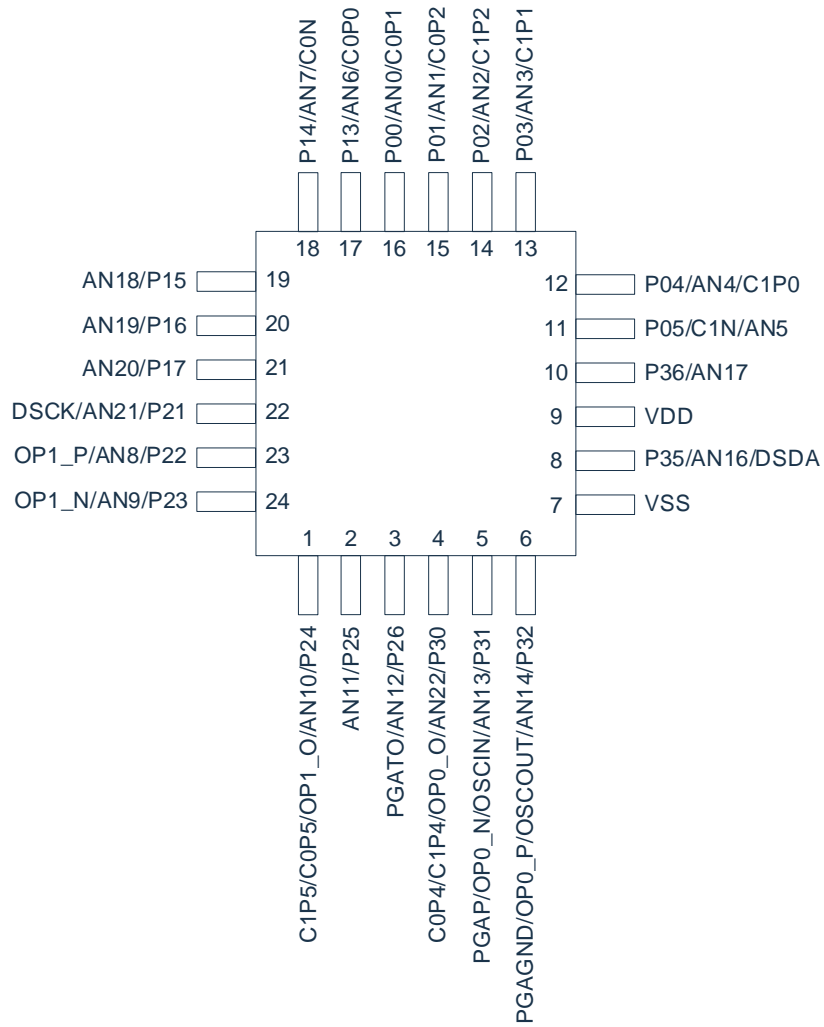 P14/AN7/C0N
P13/AN6/C0P0
P00/AN0/C0P1
P01/AN1/C0P2
P02/AN2/C1P2
P03/AN3/C1P1
18
17
16
15
14
13
AN18/P15
19
AN19/P16
20
AN20/P17
21
DSCK/AN21/P21
22
OP1_P/AN8/P22
23
OP1_N/AN9/P23
24
12
P04/AN4/C1P0
11
P05/C1N/AN5
10
P36/AN17
9
VDD
8
P35/AN16/DSDA
7
VSS
1
2
3
4
5
6
C1P5/C0P5/OP1_O/AN10/P24
AN11/P25
PGATO/AN12/P26
C0P4/C1P4/OP0_O/AN22/P30
PGAP/OP0_N/OSCIN/AN13/P31
PGAGND/OP0_P/OSCOUT/AN14/P32